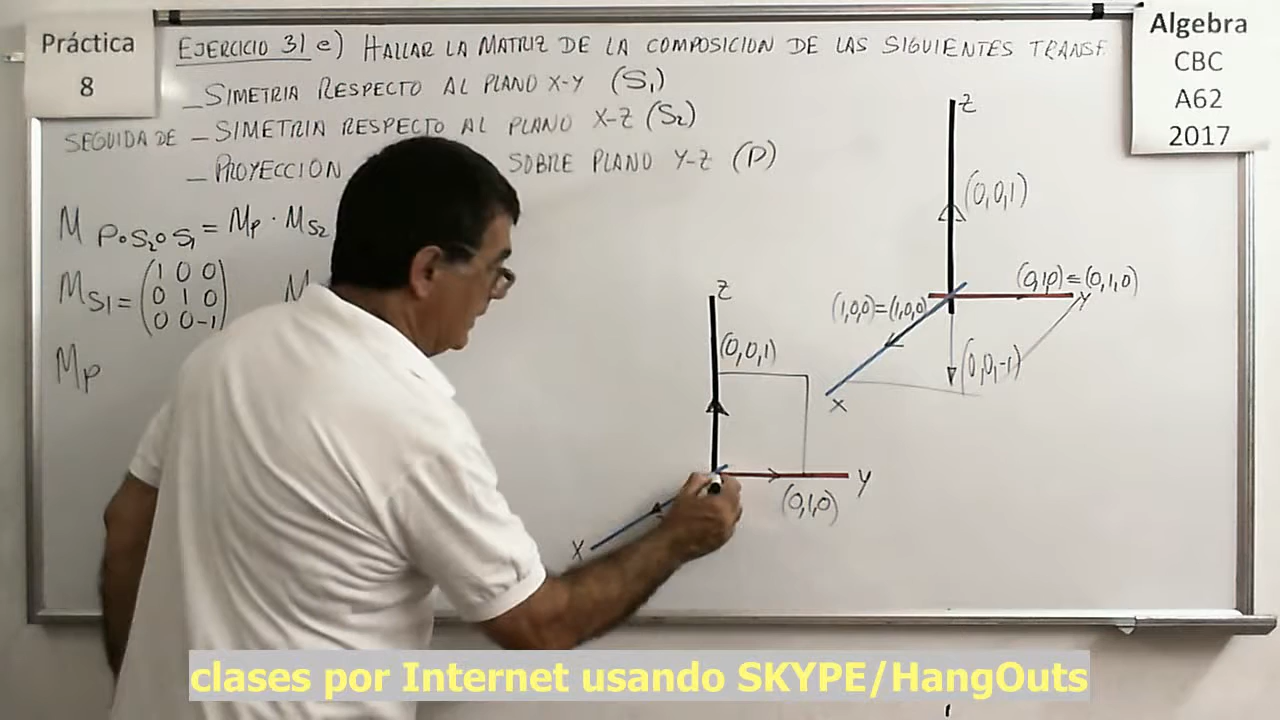 Práctica
8
EJERCICIO 31 e) HALLAR LA MATRIZ DE LA COMPOSICION DE LAS SIGUIENTES TRANSF
_ SIMETRIA RESPECTO AL PLANO X-Y (S1)
SEGUIDA DE _ SIMETRIA RESPECTO AL PLANO X-Z (S2)
_ PROYECCION SOBRE PLANO Y-Z (P)
Algebra
CBC
A62
2017
M P∘S2∘S1 = MP · MS2
MS1 = (1 0 0
0 1 0
0 0 -1)
M
MP
Z
(0,0,1)
(0,1,0)
Y
X
Z
(0,0,1)
(0,1,0)=(0,1,0)
Y
(1,0,0)=(1,0,0)
(0,0,-1)
X
clases por Internet usando SKYPE/HangOuts